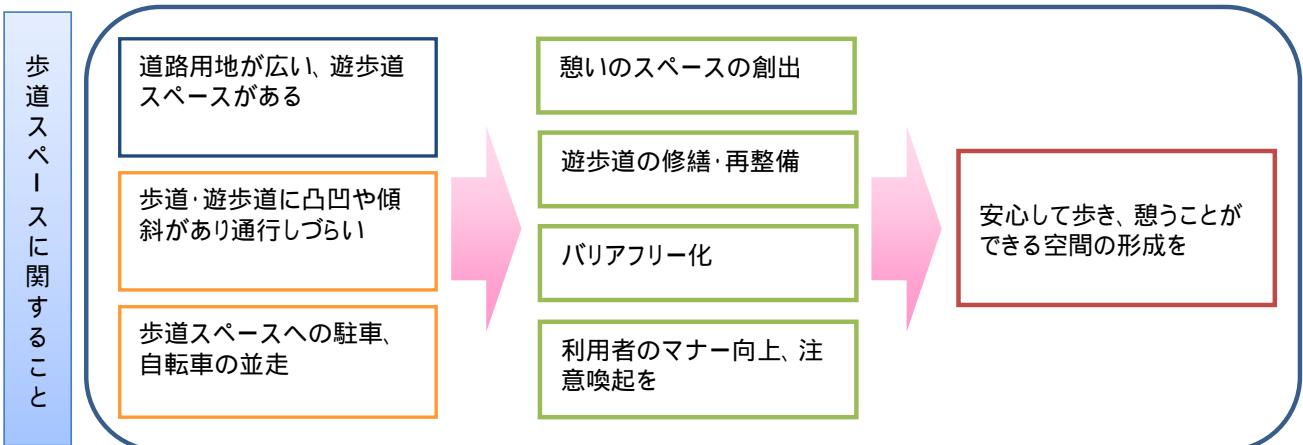 歩道スペースに関すること
道路用地が広い、遊歩道
スペースがある
歩道・遊歩道に凸凹や傾
斜があり通行しづらい
歩道スペースへの駐車、
自転車の並走
憩いのスペースの創出
遊歩道の修繕・再整備
バリアフリー化
利用者のマナー向上、注
意喚起を
安心して歩き、憩うことが
できる空間の形成を